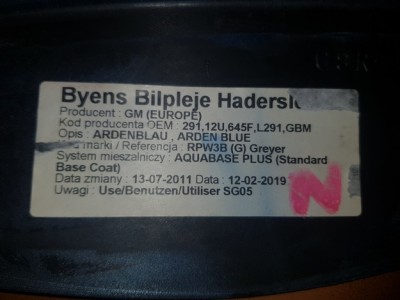 Byens Bilpleje
Producent : GM (EUROPE)
Kod producenta OEM : 291,12U,645F,L291,GBM
Opis : ARDENBLAU , ARDEN BLUE
marki / Referencja : RPW3B (G) Greyer
System mieszalniczy : AQUABASE PLUS (Standard
Base Coat)
Data zmiany : 13-07-2011 Data : 12-02-2019
Uwagi : Use/Benutzen/Utiliser SG05
N